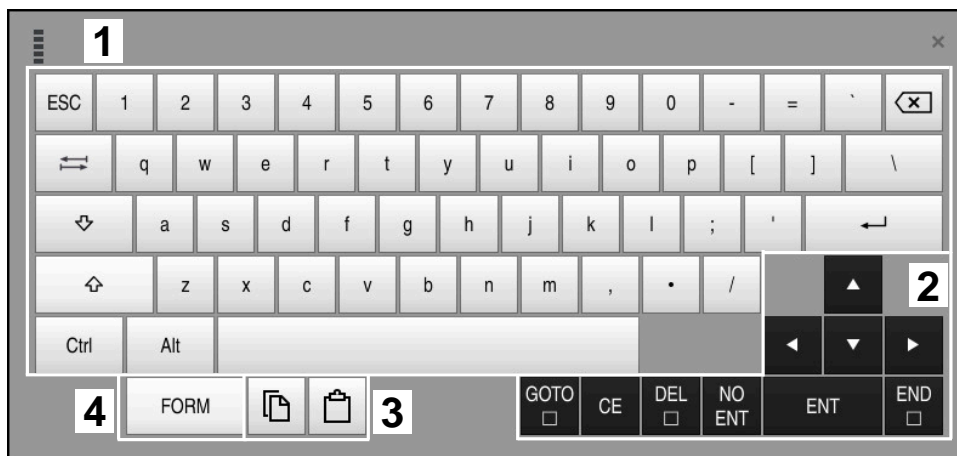 1
ESC 1 2 3 4 5 6 7 8 9 0 - = `
q w e r t y u i o p [ ] \
a s d f g h j k l ; '
z x c v b n m , • /
2
Ctrl Alt
4 FORM 3 GOTO CE DEL NO ENT ENT END